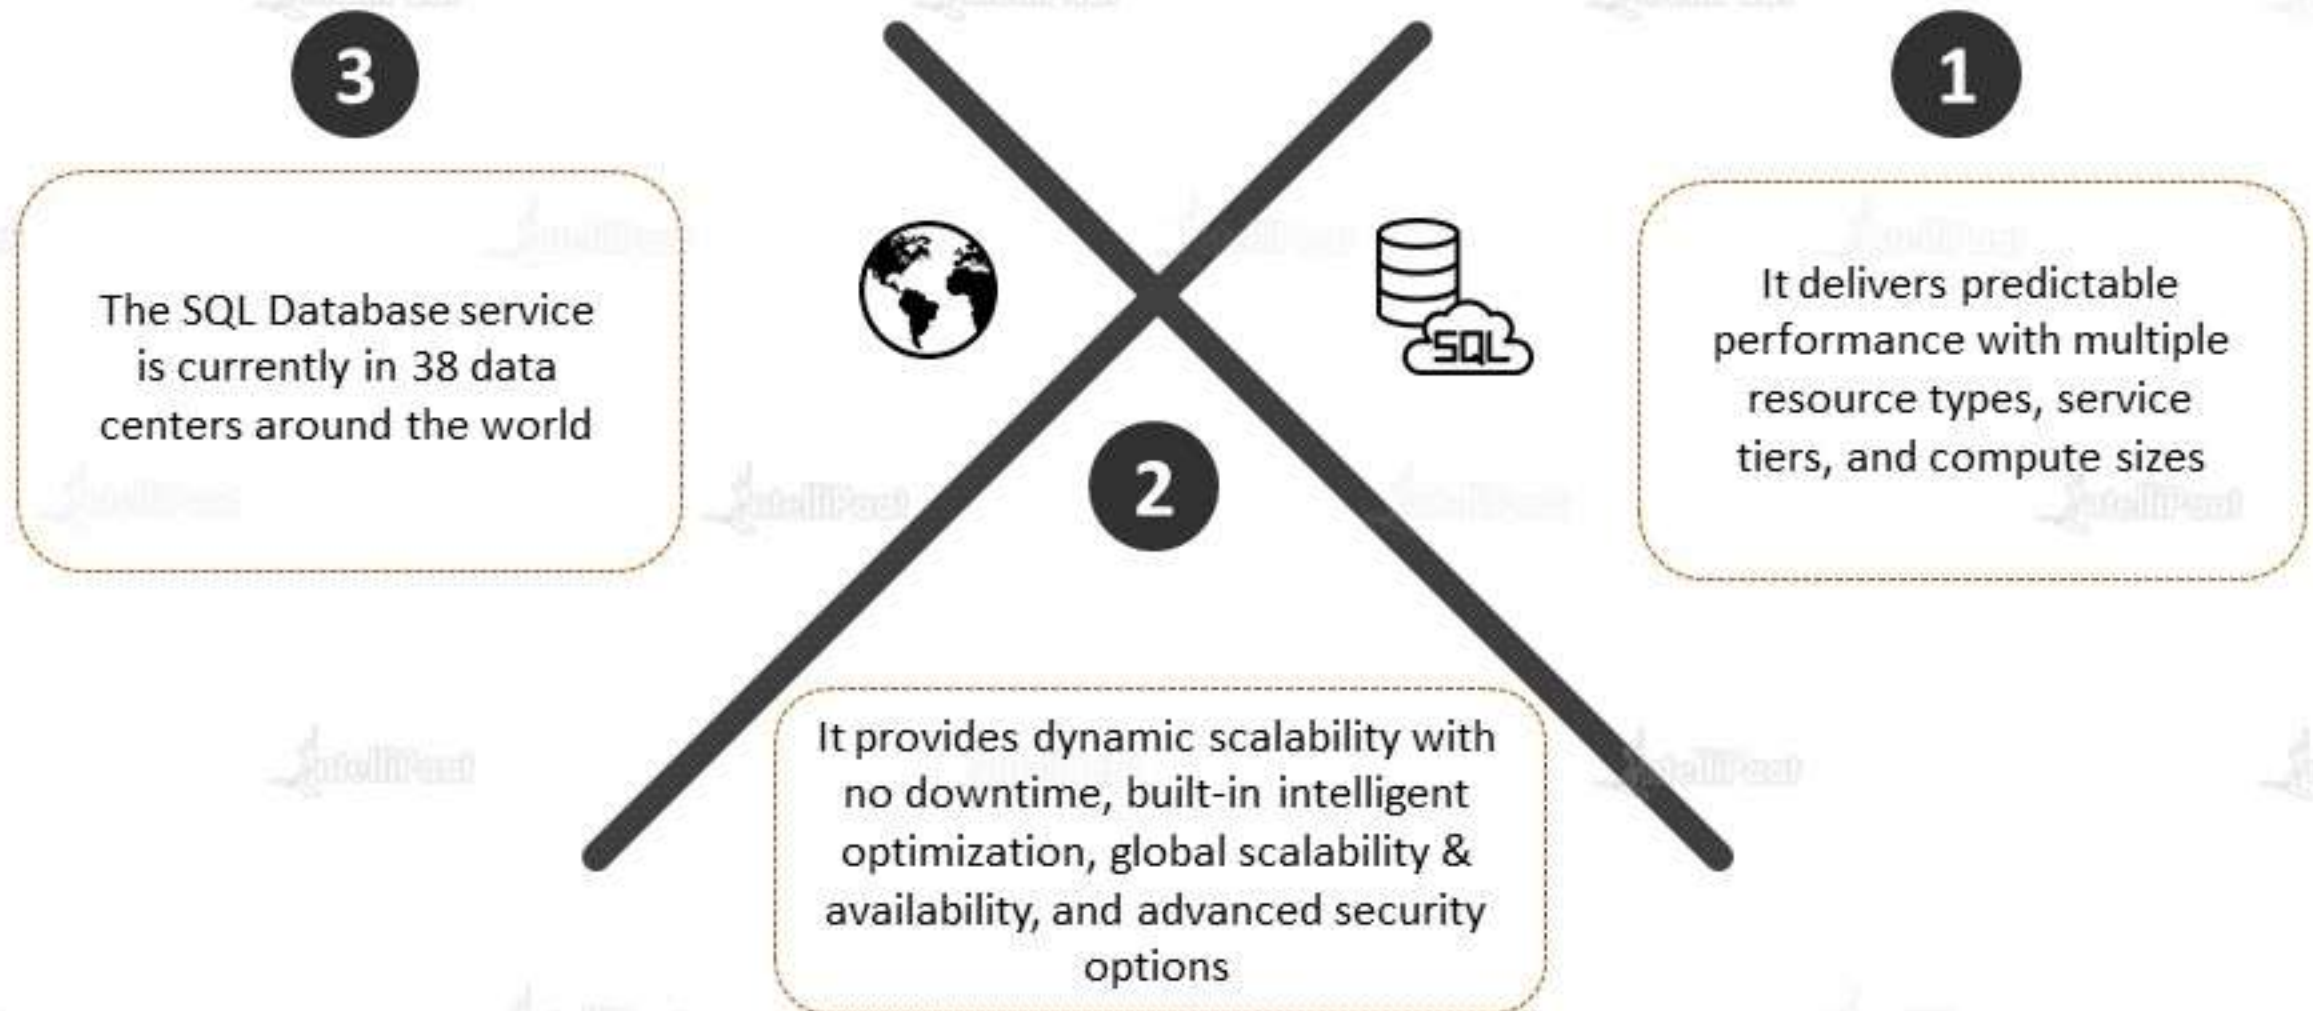 3
The SQL Database service
is currently in 38 data
centers around the world
1
It delivers predictable
performance with multiple
resource types, service
tiers, and compute sizes
SQL
2
It provides dynamic scalability with
no downtime, built-in intelligent
optimization, global scalability &
availability, and advanced security
options